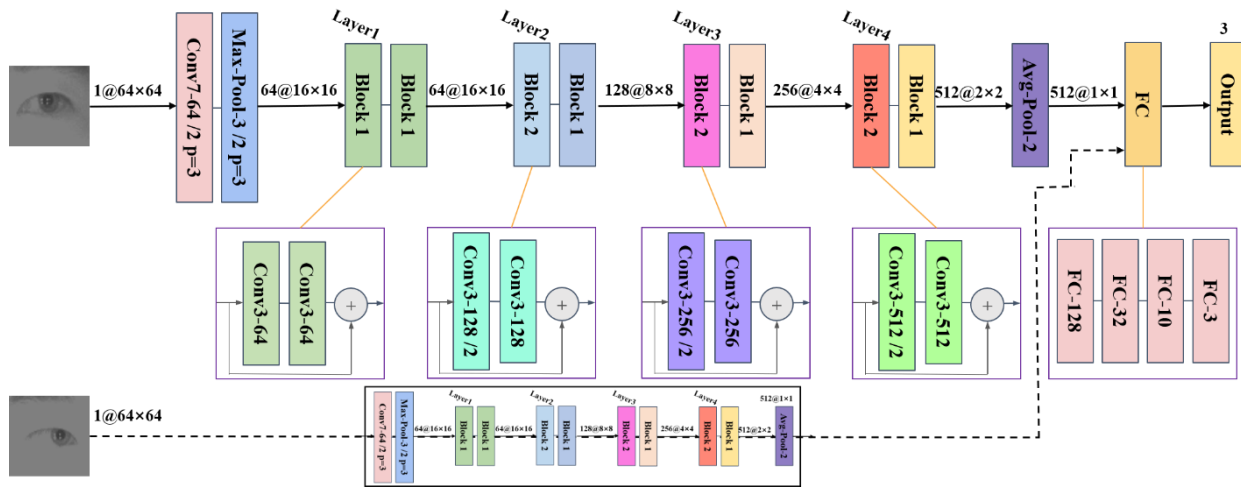 1@64×64
Conv7-64 /2 p=3
Max-Pool-3 /2 p=3
64@16×16
Layer1
Block 1
Block 1
64@16×16
Layer2
Block 2
Block 1
128@8×8
Layer3
Block 2
Block 1
256@4×4
Layer4
Block 2
Block 1
512@2×2
Avg-Pool-2
512@1×1
FC
3
Output
Conv3-64
Conv3-64
+
Conv3-128 /2
Conv3-128
+
Conv3-256 /2
Conv3-256
+
Conv3-512 /2
Conv3-512
+
FC-128
FC-32
FC-10
FC-3
1@64×64
Conv7-64 /2 p=3
Max-Pool-3 /2 p=3
64@16×16
Layer1
Block 1
Block 1
64@16×16
Layer2
Block 2
Block 1
128@8×8
Layer3
Block 2
Block 1
256@4×4
Layer4
Block 2
Block 1
512@2×2
512@1×1
Avg-Pool-2